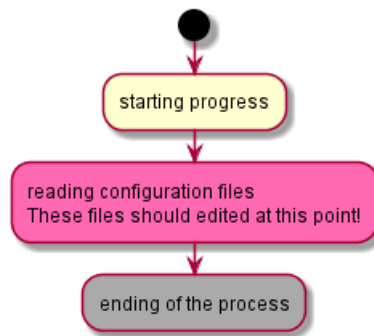 starting progress
reading configuration files
These files should edited at this point!
ending of the process